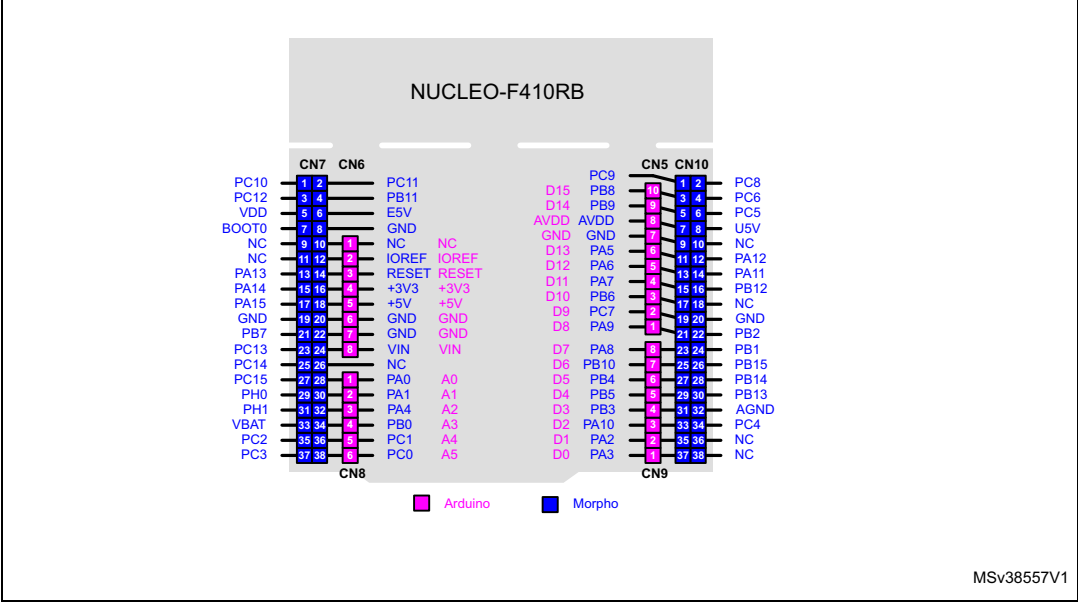 NUCLEO-F410RB
CN7 CN6 CN5 CN10
PC9
PC10 1 2 PC11 1 2 PC8
PC12 3 4 PB11 D15 PB8 10 3 4 PC6
VDD 5 6 E5V D14 PB9 9 5 6 PC5
BOOT0 7 8 GND AVDD AVDD 8 7 8 U5V
NC 9 10 1 NC NC GND GND 7 9 10 NC
NC 11 12 2 IOREF IOREF D13 PA5 6 11 12 PA12
PA13 13 14 3 RESET RESET D12 PA6 5 13 14 PA11
PA14 15 16 4 +3V3 +3V3 D11 PA7 4 15 16 PB12
PA15 17 18 5 +5V +5V D10 PB6 3 17 18 NC
GND 19 20 6 GND GND D9 PC7 2 19 20 GND
PB7 21 22 7 GND GND D8 PA9 1 21 22 PB2
PC13 23 24 8 VIN VIN D7 PA8 8 23 24 PB1
PC14 25 26 NC D6 PB10 7 25 26 PB15
PC15 27 28 1 PA0 A0 D5 PB4 6 27 28 PB14
PH0 29 30 2 PA1 A1 D4 PB5 5 29 30 PB13
PH1 31 32 3 PA4 A2 D3 PB3 4 31 32 AGND
VBAT 33 34 4 PB0 A3 D2 PA10 3 33 34 PC4
PC2 35 36 5 PC1 A4 D1 PA2 2 35 36 NC
PC3 37 38 6 PC0 A5 D0 PA3 1 37 38 NC
CN8 CN9
Arduino Morpho
MSv38557V1